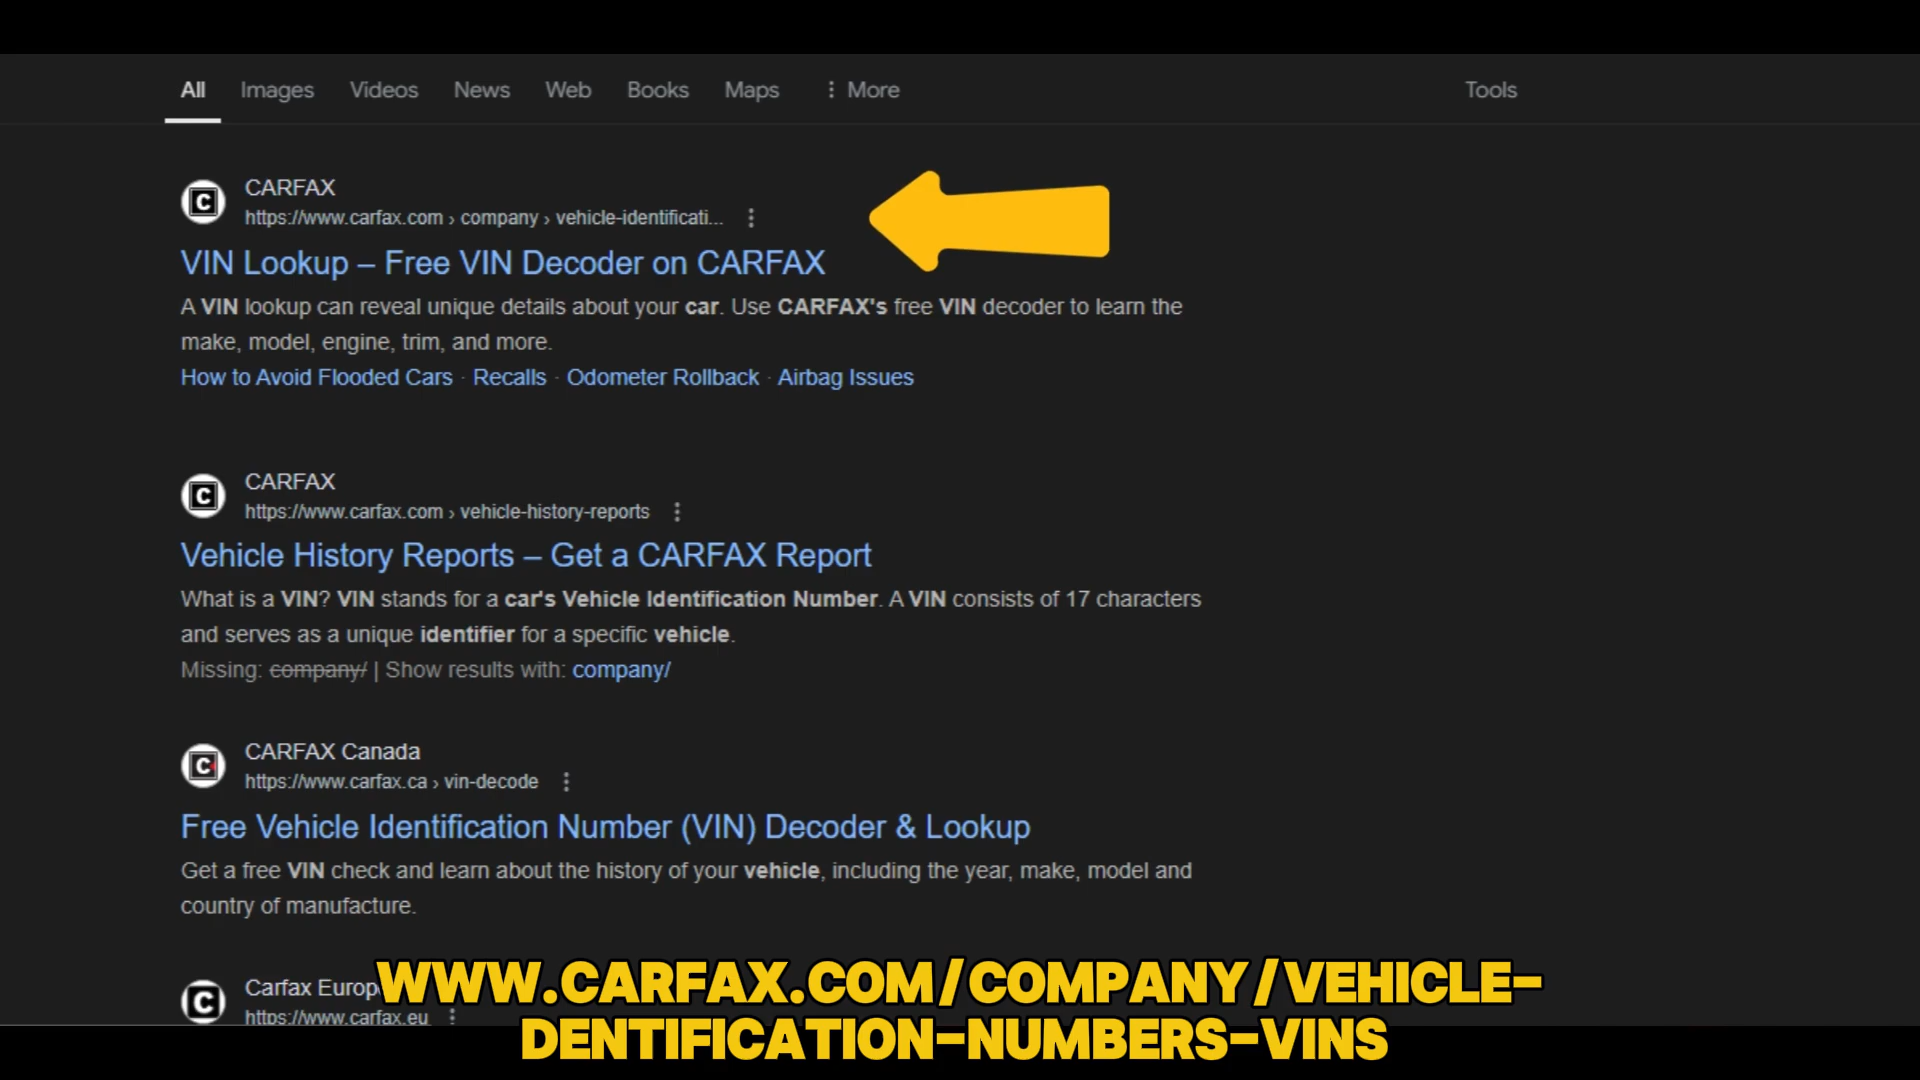 All Images Videos News Web Books Maps More Tools
CARFAX
https://www.carfax.com › company › vehicle-identificati...
VIN Lookup – Free VIN Decoder on CARFAX
A VIN lookup can reveal unique details about your car. Use CARFAX's free VIN decoder to learn the
make, model, engine, trim, and more.
How to Avoid Flooded Cars · Recalls · Odometer Rollback · Airbag Issues
CARFAX
https://www.carfax.com › vehicle-history-reports
Vehicle History Reports – Get a CARFAX Report
What is a VIN? VIN stands for a car's Vehicle Identification Number. A VIN consists of 17 characters
and serves as a unique identifier for a specific vehicle.
Missing: company/ | Show results with: company/
CARFAX Canada
https://www.carfax.ca › vin-decode
Free Vehicle Identification Number (VIN) Decoder & Lookup
Get a free VIN check and learn about the history of your vehicle, including the year, make, model and
country of manufacture.
Carfax Europ
https://www.carfax.eu
WWW.CARFAX.COM/COMPANY/VEHICLE-
DENTIFICATION-NUMBERS-VINS